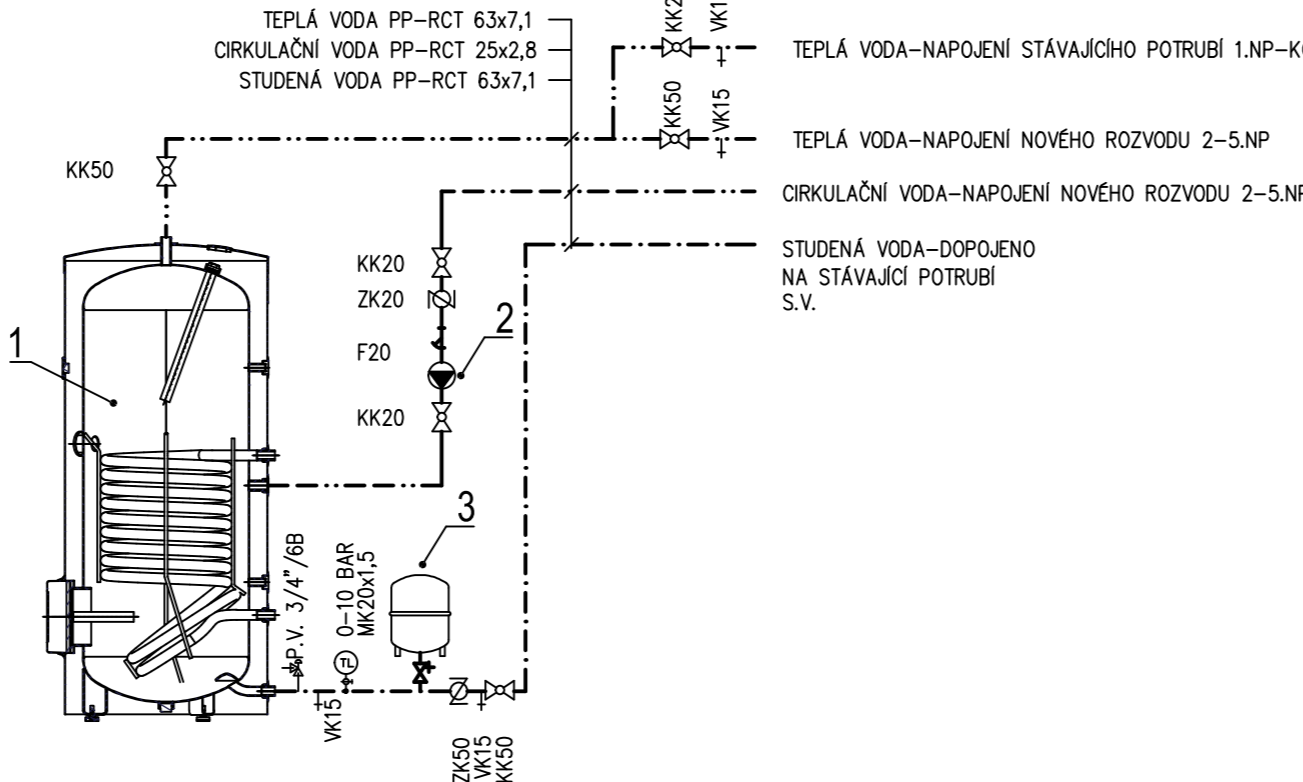 TEPLÁ VODA PP-RCT 63x7,1
CIRKULAČNÍ VODA PP-RCT 25x2,8
STUDENÁ VODA PP-RCT 63x7,1
TEPLÁ VODA-NAPOJENÍ STÁVAJÍCÍHO POTRUBÍ
KK50
VK15
TEPLÁ VODA-NAPOJENÍ NOVÉHO ROZVODU 2-5.NP
KK50
CIRKULAČNÍ VODA-NAPOJENÍ NOVÉHO ROZVODU 2-5.NP
STUDENÁ VODA-DOPOJENO
NA STÁVAJÍCÍ POTRUBÍ
S.V.
KK20
ZK20
F20
KK20
1
2
3
P.V. 3/4"/6B
0-10 BAR
MK20x1,5
VK15
ZK50
VK15
KK50